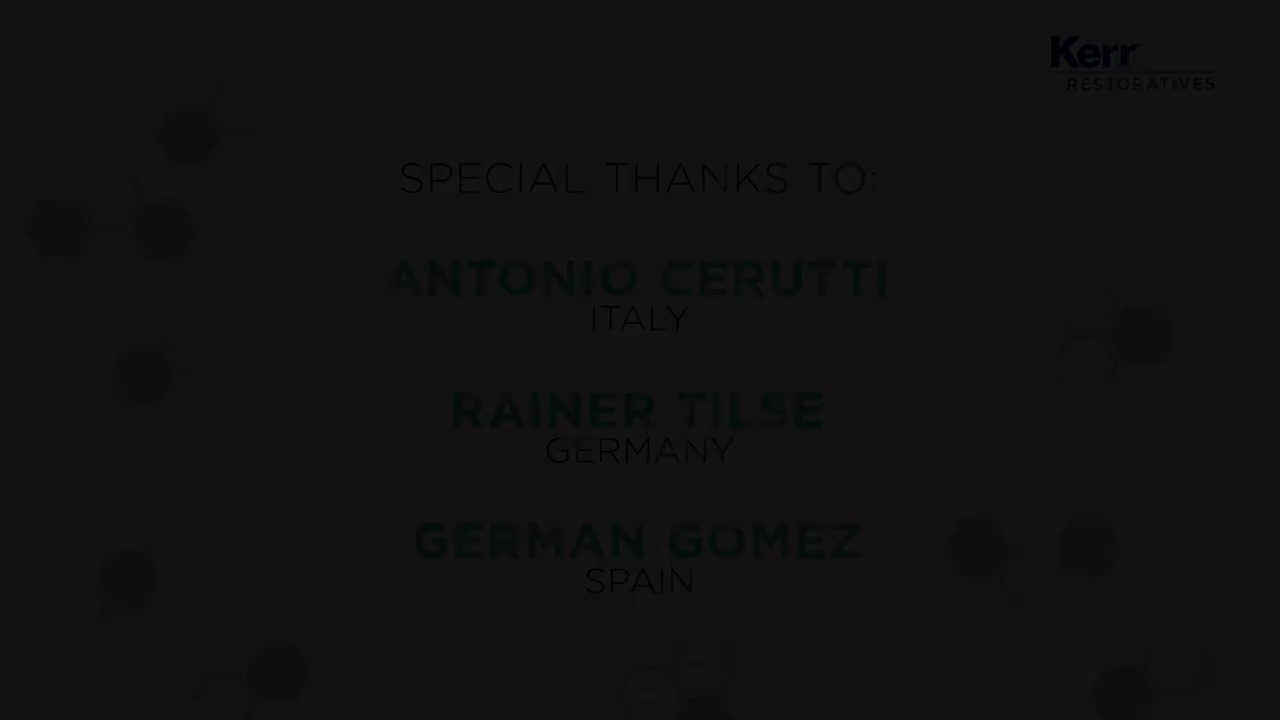 Kerr
RESTORATIVES
SPECIAL THANKS TO:
ANTONIO CERUTTI
ITALY
RAINER TILSE
GERMANY
GERMAN GOMEZ
SPAIN